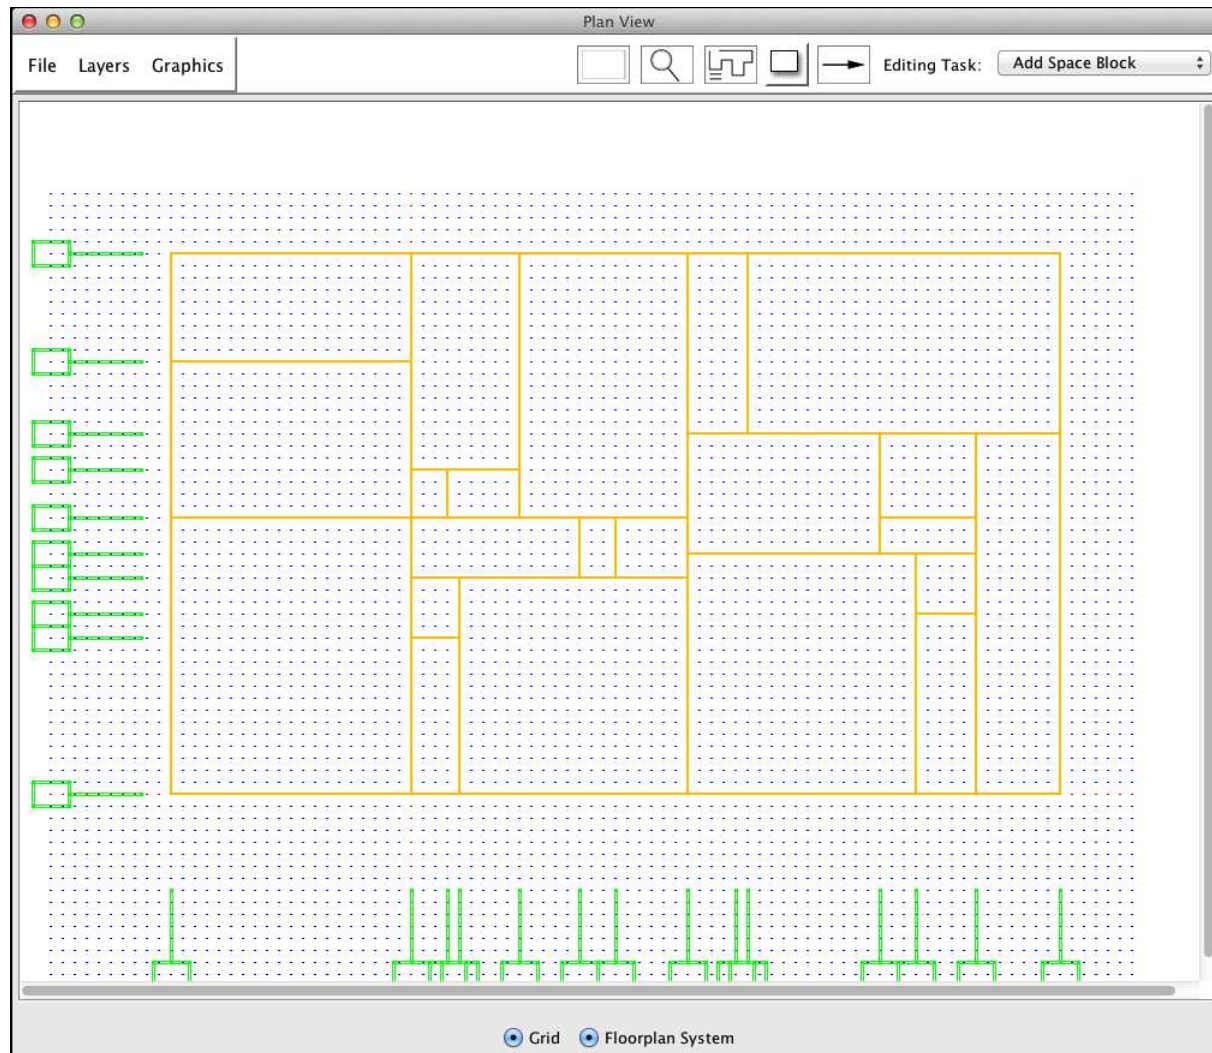 Plan View
File Layers Graphics Editing Task: Add Space Block
Grid Floorplan System